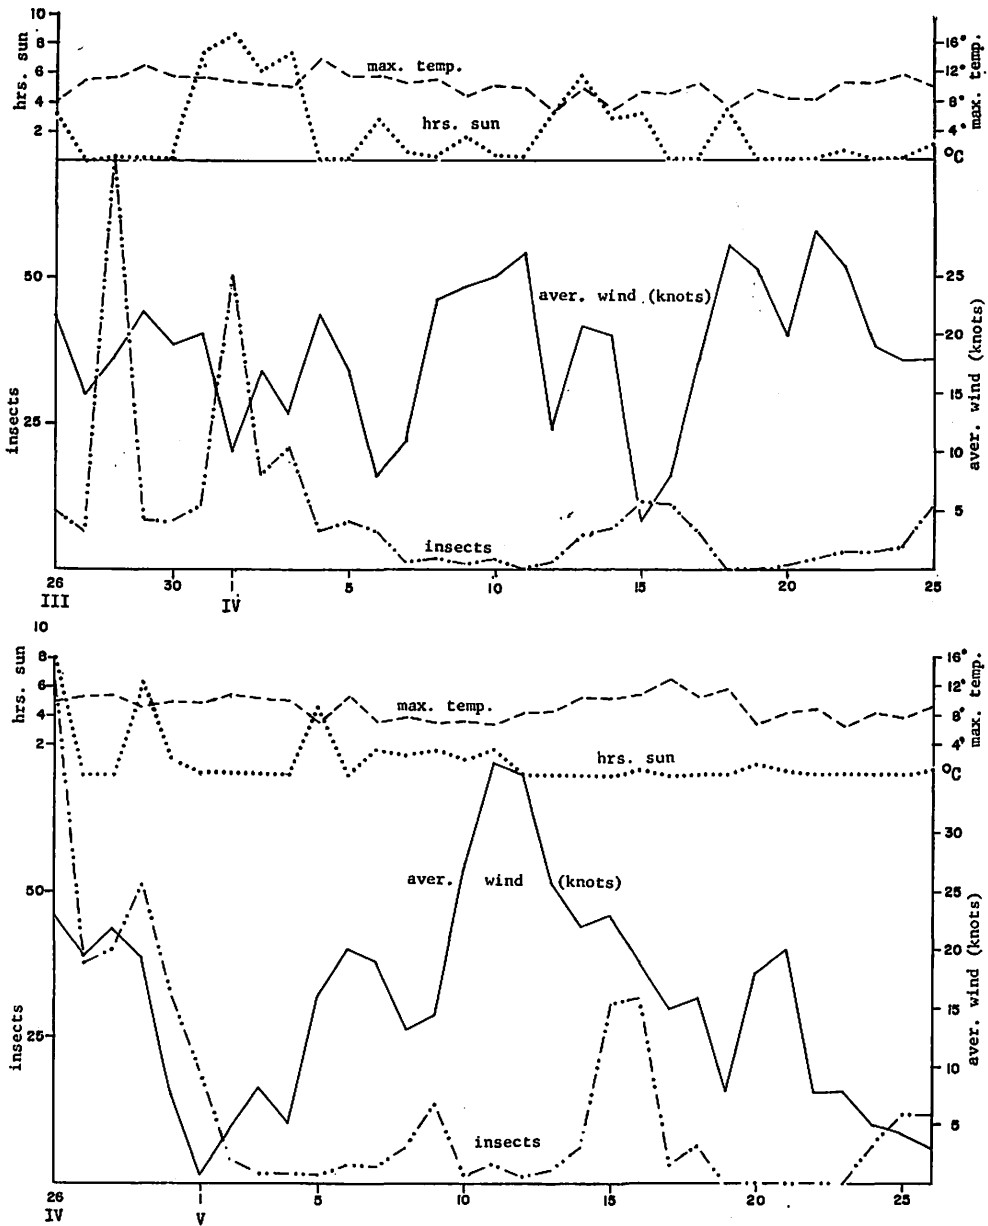 10
8
6
4
2
hrs. sun
max. temp.
hrs. sun
16°
12°
8°
4°
°C
max. temp.
50
25
insects
aver. wind (knots)
insects
25
20
15
10
5
aver. wind (knots)
26 30 1 5 10 15 20 25
III IV
10
8
6
4
2
hrs. sun
max. temp.
hrs. sun
16°
12°
8°
4°
°C
max. temp.
50
25
insects
aver. wind (knots)
insects
30
25
20
15
10
5
aver. wind (knots)
26 1 5 10 15 20 25
IV V